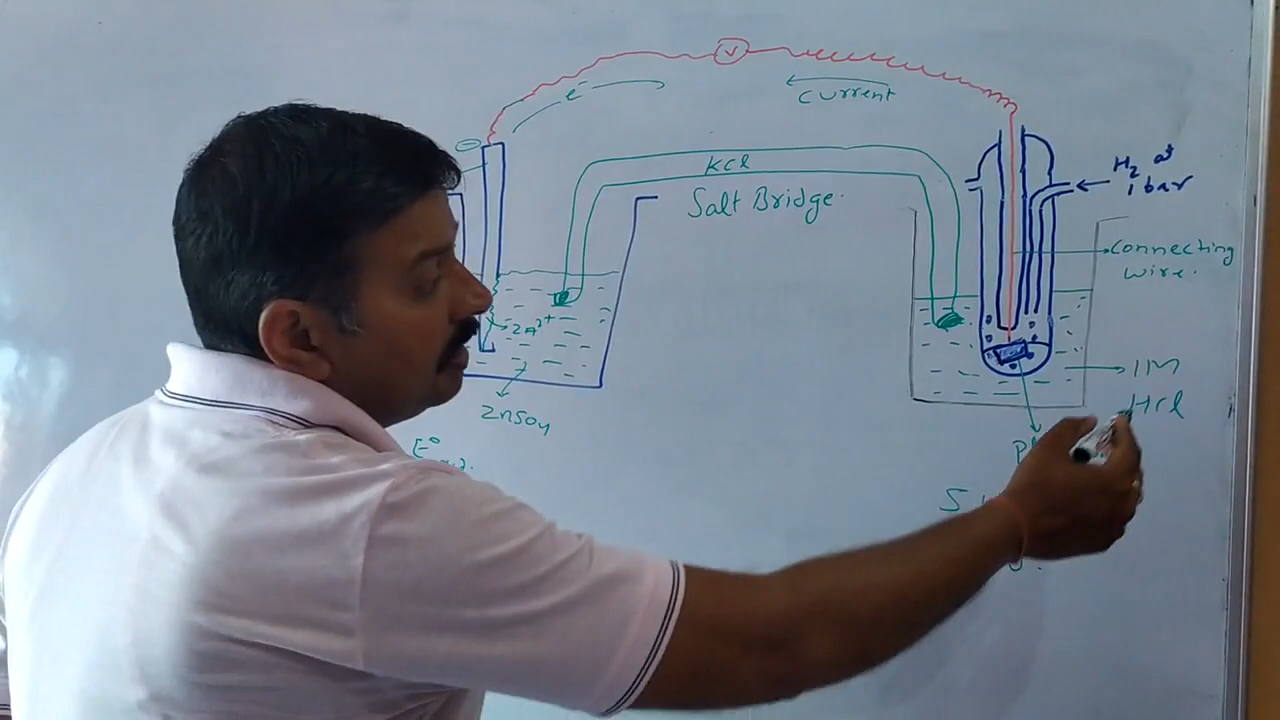 V
e⁻
current
KCl
Salt Bridge.
H₂ at
1 bar
connecting
wire.
Zn²⁺
ZnSO₄
1M
HCl
E°